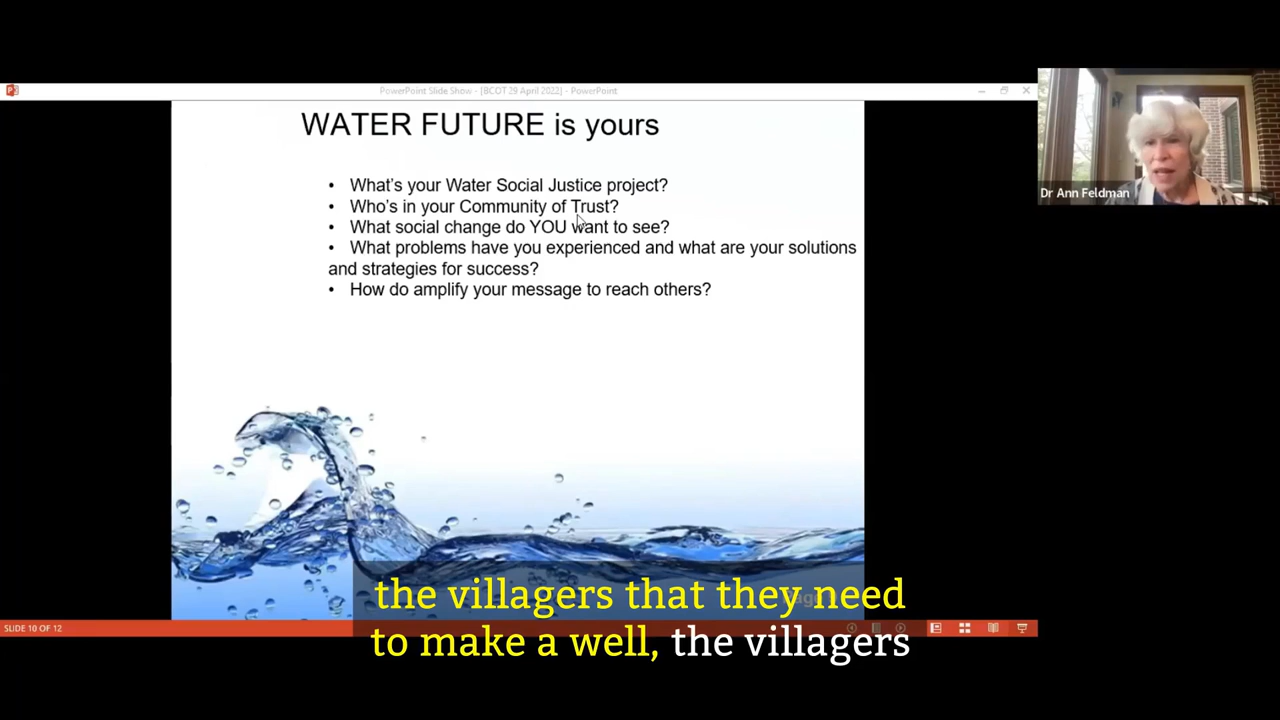 PowerPoint Slide Show - [BCOT 29 April 2022] - PowerPoint
WATER FUTURE is yours
• What's your Water Social Justice project?
• Who's in your Community of Trust?
• What social change do YOU want to see?
• What problems have you experienced and what are your solutions
and strategies for success?
• How do amplify your message to reach others?
Dr Ann Feldman
the villagers that they need
to make a well, the villagers
SLIDE 10 OF 12